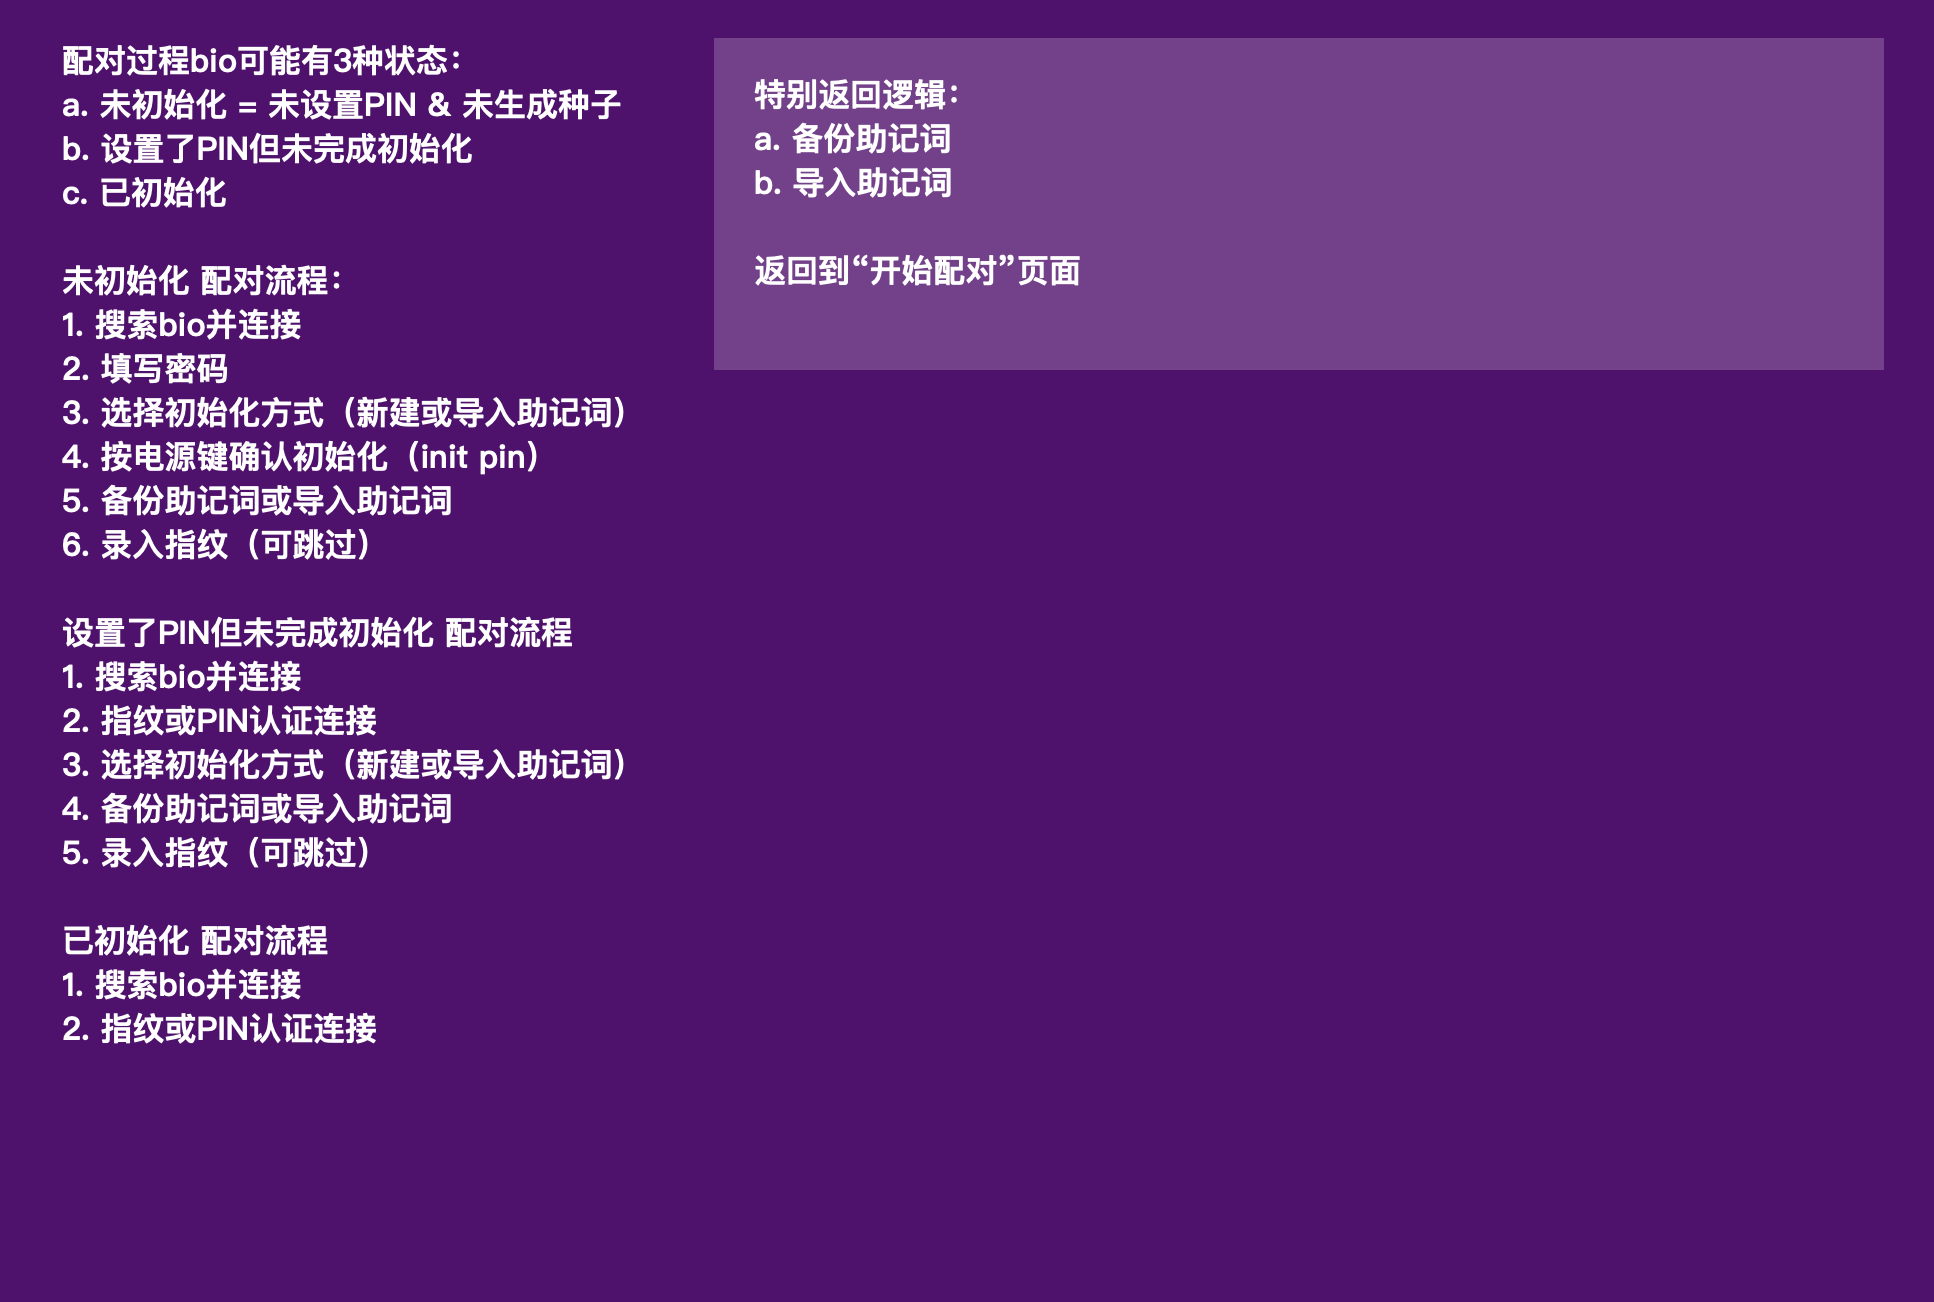 配对过程bio可能有3种状态：
a. 未初始化 = 未设置PIN & 未生成种子
b. 设置了PIN但未完成初始化
c. 已初始化
未初始化 配对流程：
1. 搜索bio并连接
2. 填写密码
3. 选择初始化方式（新建或导入助记词）
4. 按电源键确认初始化（init pin）
5. 备份助记词或导入助记词
6. 录入指纹（可跳过）
设置了PIN但未完成初始化 配对流程
1. 搜索bio并连接
2. 指纹或PIN认证连接
3. 选择初始化方式（新建或导入助记词）
4. 备份助记词或导入助记词
5. 录入指纹（可跳过）
已初始化 配对流程
1. 搜索bio并连接
2. 指纹或PIN认证连接
特别返回逻辑：
a. 备份助记词
b. 导入助记词
返回到“开始配对”页面